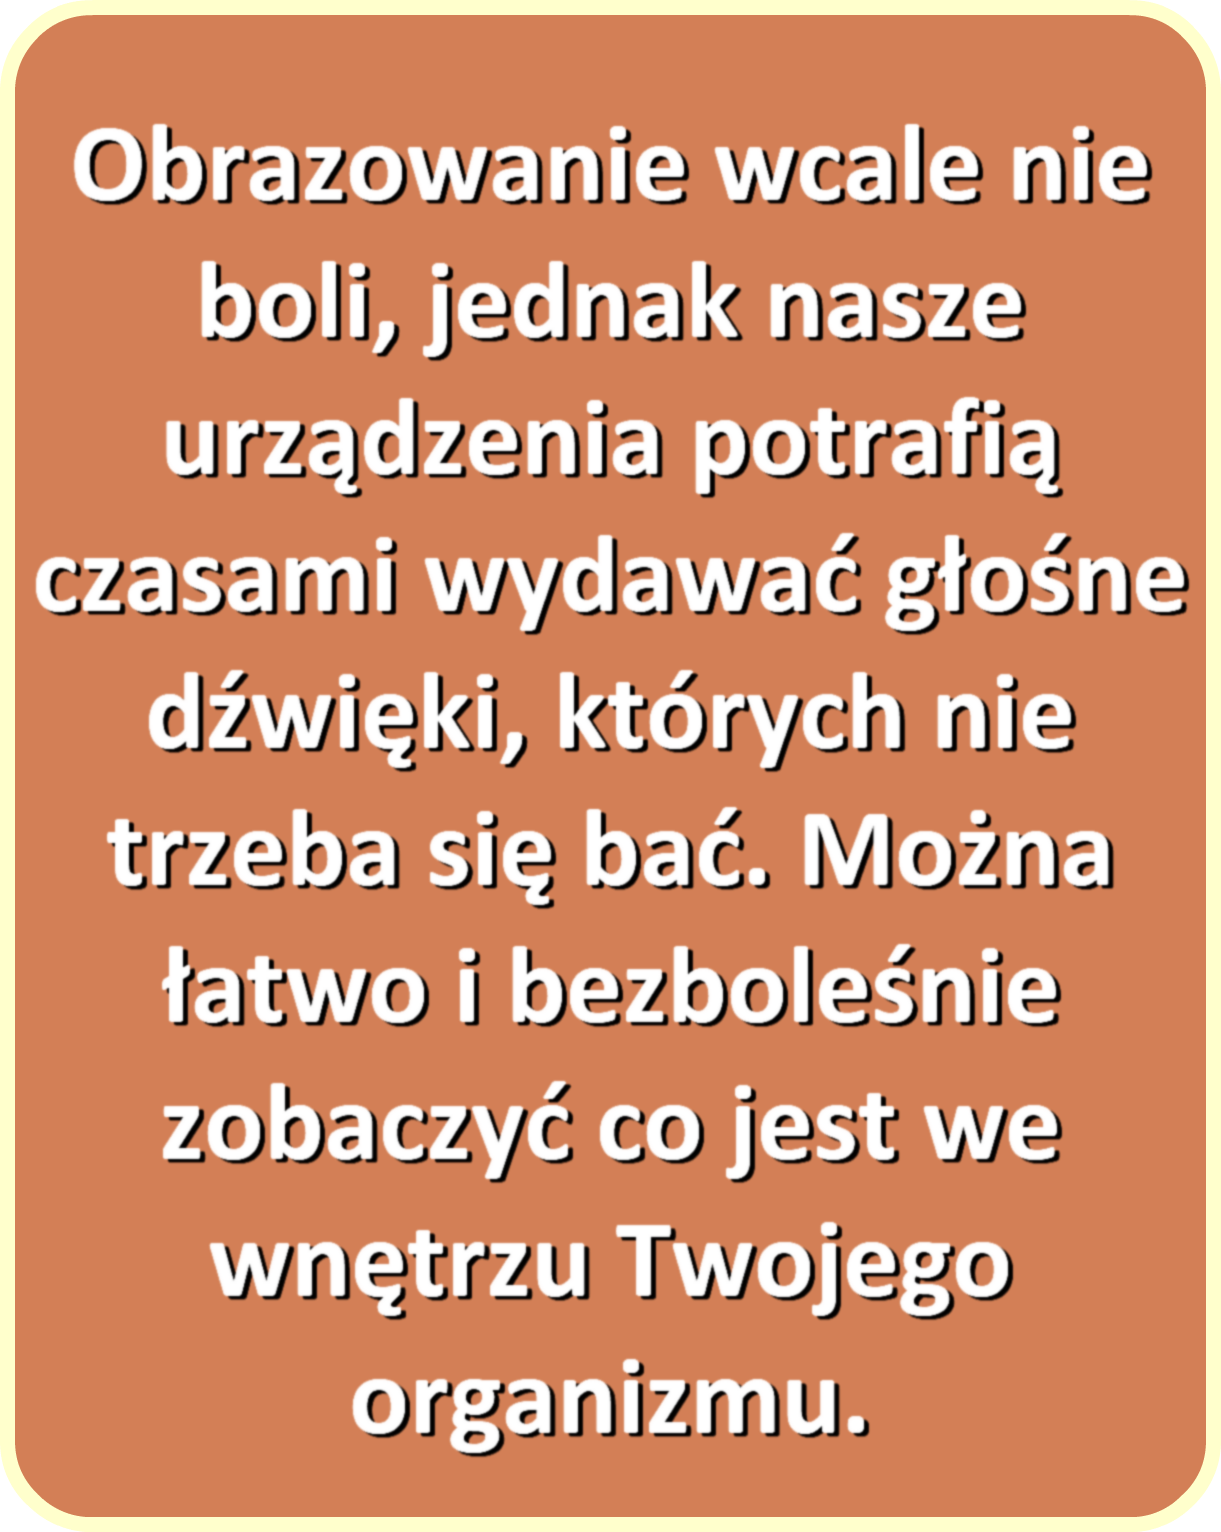 Obrazowanie wcale nie
boli, jednak nasze
urządzenia potrafią
czasami wydawać głośne
dźwięki, których nie
trzeba się bać. Można
łatwo i bezboleśnie
zobaczyć co jest we
wnętrzu Twojego
organizmu.